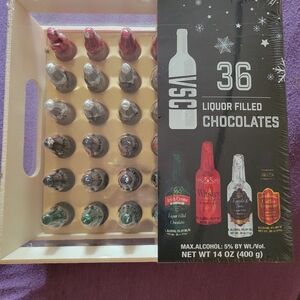 VSC
36
LIQUOR FILLED
CHOCOLATES
MAX.ALCOHOL: 5% BY Wt./Vol.
NET WT 14 OZ (400 g)